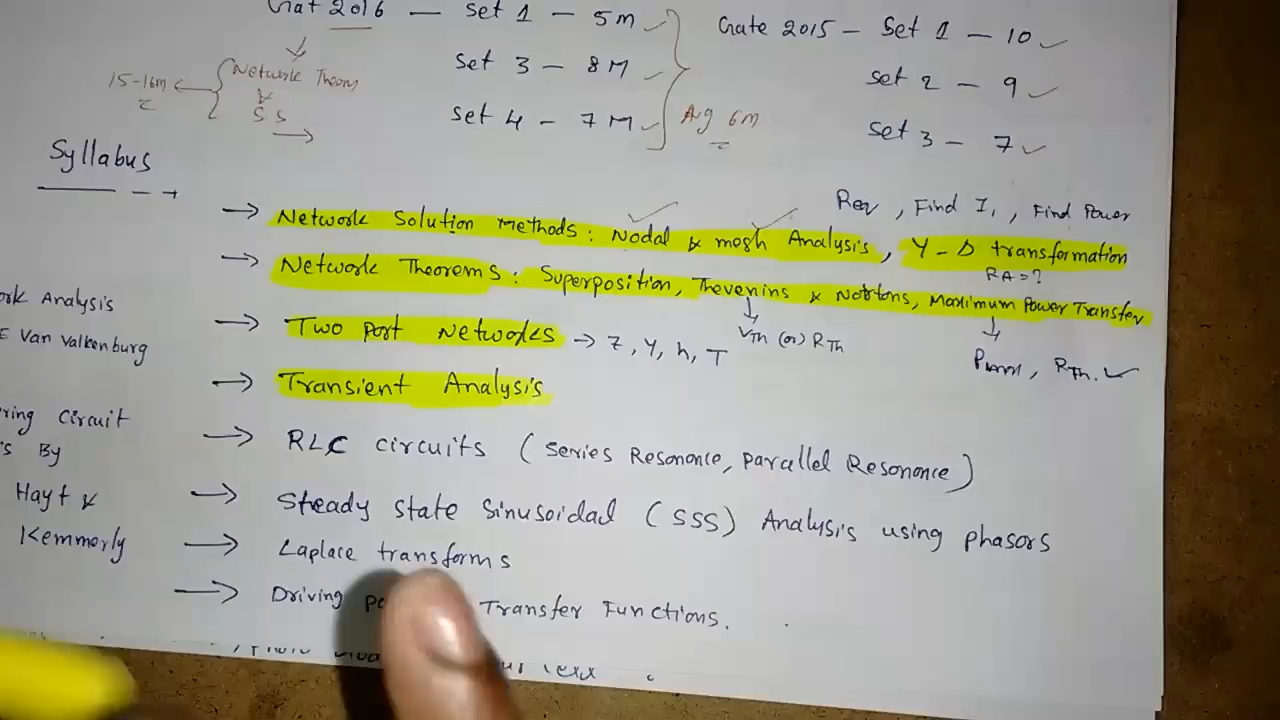 Gat 2016 — Set 1 - 5M
Set 3 - 8M
Set 4 - 7M
Avg 6m
Gate 2015 - Set 1 - 10
Set 2 - 9
Set 3 - 7
15-16m
Network Theory
&
S S
Syllabus
Req, Find I1, Find Power
→ Network Solution methods: Nodal & mesh Analysis, Y-Δ transformation
RA=?
→ Network Theorems: Superposition, Thevenins & Nortons, Maximum Power Transfer
VTh (or) RTh
Pmax, RTh.
→ Two port Networks → Z, Y, h, T
→ Transient Analysis
→ RLC circuits (Series Resonance, parallel Resonance)
→ Steady state Sinusoidal (SSS) Analysis using phasors
→ Laplace transforms
→ Driving Transfer Functions.
ork Analysis
E Van Valkenburg
ring Circuit
s By
Hayt &
Kemmerly